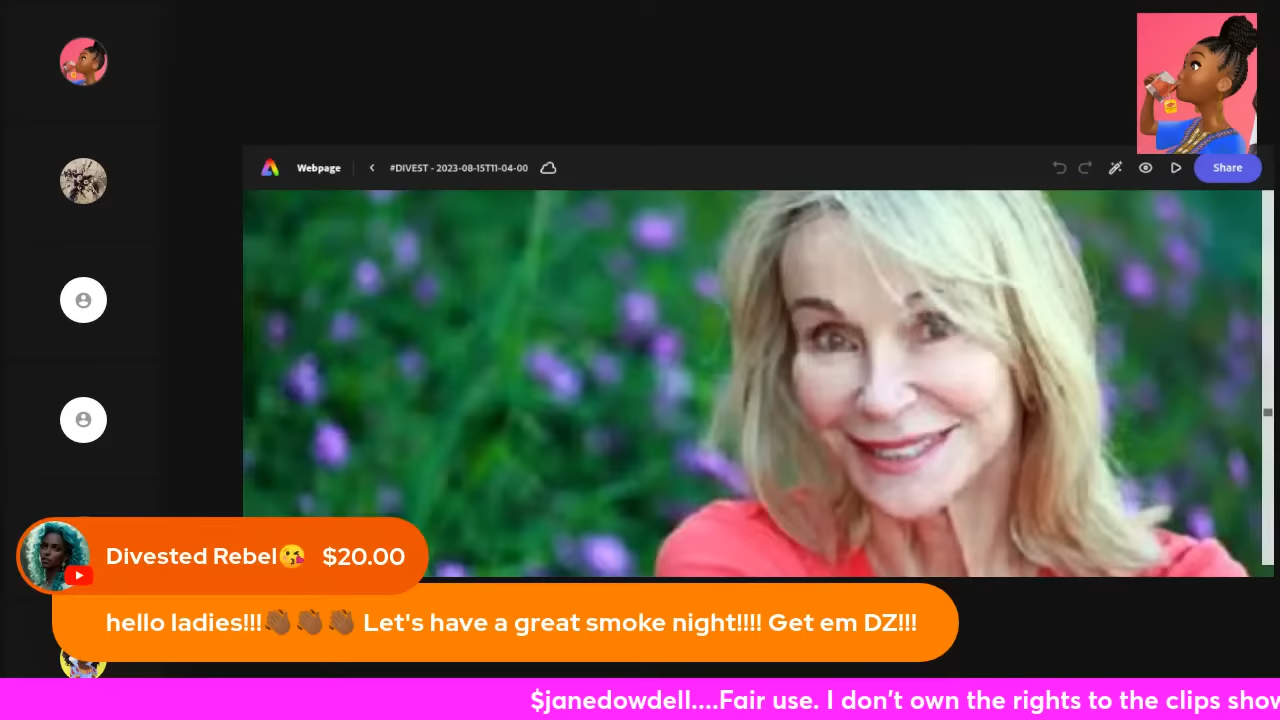 Webpage
#DIVEST - 2023-08-15T11-04-00
Share
Divested Rebel😘 $20.00
hello ladies!!!👏🏾👏🏾👏🏾 Let's have a great smoke night!!!! Get em DZ!!!
$janedowdell....Fair use. I don't own the rights to the clips show